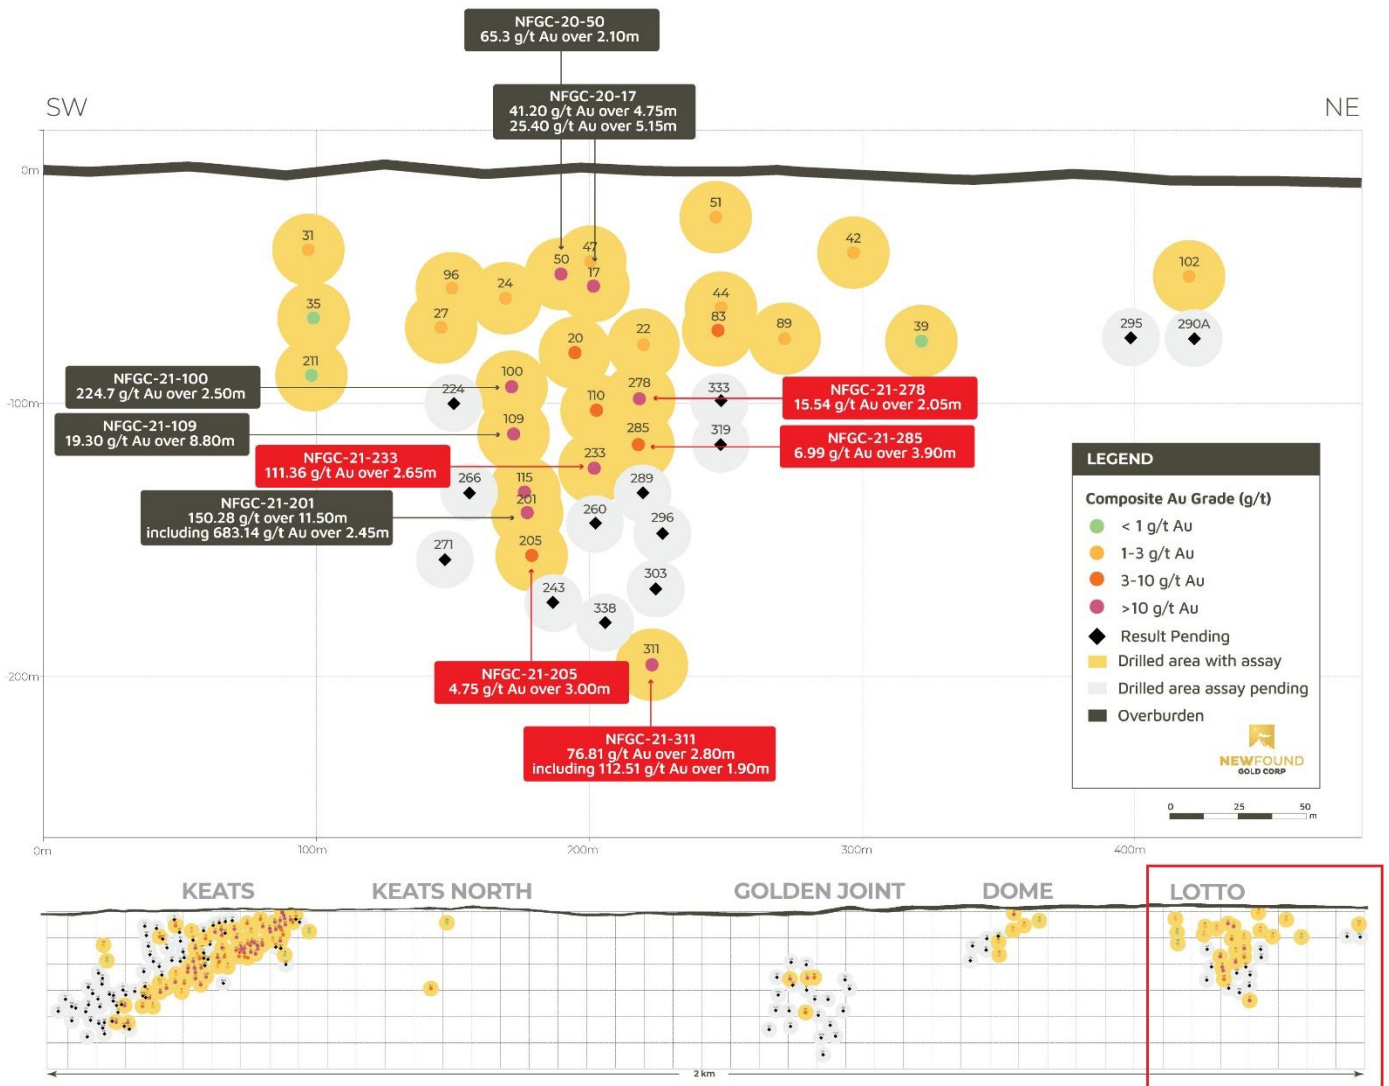 NFGC-20-50
65.3 g/t Au over 2.10m
NFGC-20-17
41.20 g/t Au over 4.75m
25.40 g/t Au over 5.15m
SW
NE
0m
51
31
47
42
50
102
96
17
24
35
44
27
83
89
39
295
290A
22
20
211
100
278
NFGC-21-100
224.7 g/t Au over 2.50m
224
333
NFGC-21-278
15.54 g/t Au over 2.05m
-100m
110
109
285
319
NFGC-21-109
19.30 g/t Au over 8.80m
NFGC-21-285
6.99 g/t Au over 3.90m
NFGC-21-233
111.36 g/t Au over 2.65m
233
266
115
289
NFGC-21-201
150.28 g/t over 11.50m
including 683.14 g/t Au over 2.45m
201
260
296
271
205
303
243
338
311
-200m
NFGC-21-205
4.75 g/t Au over 3.00m
NFGC-21-311
76.81 g/t Au over 2.80m
including 112.51 g/t Au over 1.90m
LEGEND
Composite Au Grade (g/t)
< 1 g/t Au
1-3 g/t Au
3-10 g/t Au
>10 g/t Au
Result Pending
Drilled area with assay
Drilled area assay pending
Overburden
NEWFOUND
GOLD CORP
0 25 50
m
0m 100m 200m 300m 400m
KEATS KEATS NORTH GOLDEN JOINT DOME LOTTO
2 km